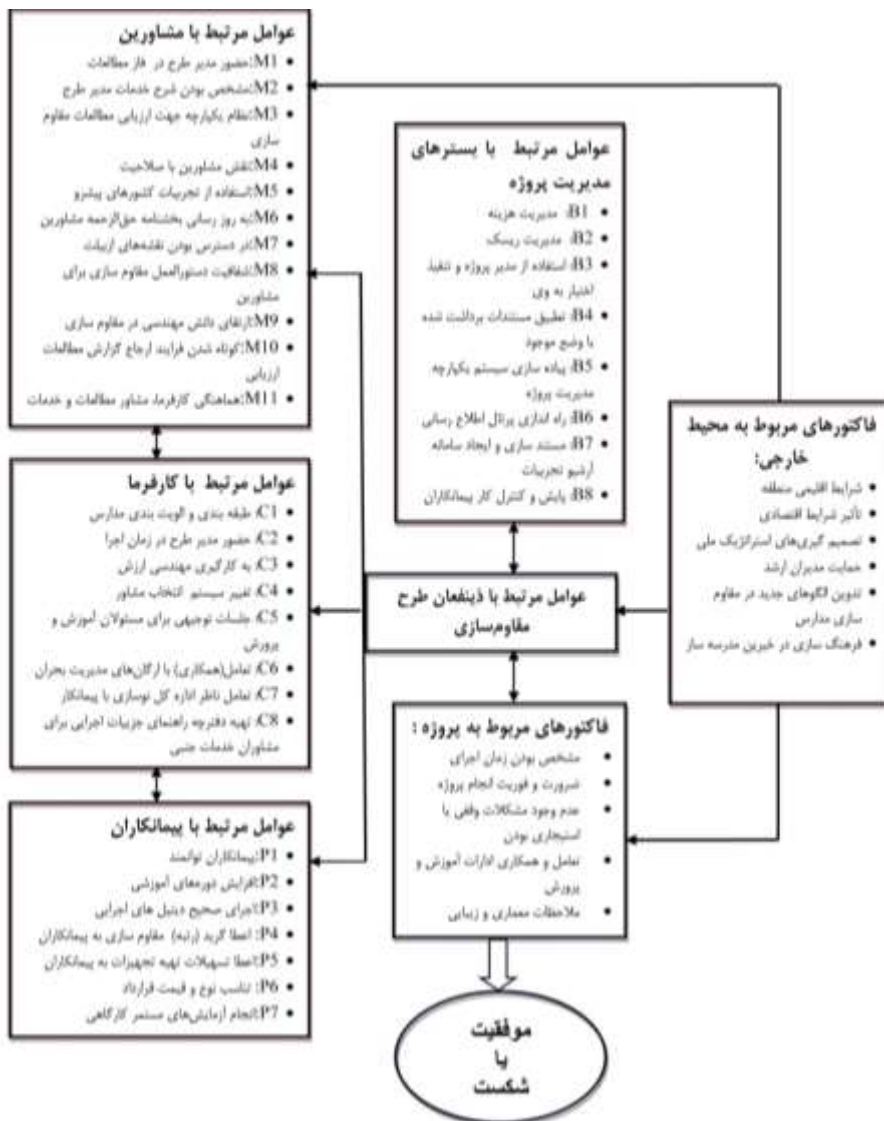 عوامل مرتبط با مشاورین
M1:حضور مدیر طرح در فاز مطالعات
M2:مشخص بودن شرح خدمات مدیر طرح
M3:نظام یکپارچه جهت ارزیابی مطالعات مقاوم
سازی
M4:نقش مشاورین با صلاحیت
M5:استفاده از تجربیات کشورهای پیشرو
M6:به روز رسانی بخشنامه حق‌الزحمه مشاورین
M7:در دسترس بودن نقشه‌های ازبیلت
M8:شفافیت دستورالعمل مقاوم سازی برای
مشاورین
M9:ارتقای دانش مهندسی در مقاوم سازی
M10:کوتاه شدن فرایند ارجاع گزارش مطالعات
ارزیابی
M11:هماهنگی کارفرما، مشاور مطالعات و خدمات
عوامل مرتبط با بسترهای
مدیریت پروژه
B1: مدیریت هزینه
B2: مدیریت ریسک
B3: استفاده از مدیر پروژه و تنفیذ
اختیار به وی
B4: تطبیق مستندات برداشت شده
با وضع موجود
B5: پیاده سازی سیستم یکپارچه
مدیریت پروژه
B6: راه اندازی پرتال اطلاع رسانی
B7: مستند سازی و ایجاد سامانه
آرشیو تجربیات
B8: پایش و کنترل کار پیمانکاران
فاکتورهای مربوط به محیط
خارجی:
شرایط اقلیمی منطقه
تأثیر شرایط اقتصادی
تصمیم گیری‌های استراتژیک ملی
حمایت مدیران ارشد
تدوین الگوهای جدید در مقاوم
سازی مدارس
فرهنگ سازی در خیرین مدرسه ساز
عوامل مرتبط با کارفرما
C1: طبقه بندی و الویت بندی مدارس
C2: حضور مدیر طرح در زمان اجرا
C3: به کارگیری مهندسی ارزش
C4: تغییر سیستم انتخاب مشاور
C5: جلسات توجیهی برای مسئولان آموزش و
پرورش
C6: تعامل(همکاری) با ارگان‌های مدیریت بحران
C7: تعامل ناظر اداره کل نوسازی با پیمانکار
C8: تهیه دفترچه راهنمای جزییات اجرایی برای
مشاوران خدمات جنبی
عوامل مرتبط با ذینفعان طرح
مقاوم‌سازی
فاکتورهای مربوط به پروژه :
مشخص بودن زمان اجرای
ضرورت و فوریت انجام پروژه
عدم وجود مشکلات وقفی یا
استیجاری بودن
تعامل و همکاری ادارات آموزش و
پرورش
ملاحظات معماری و زیبایی
عوامل مرتبط با پیمانکاران
P1:پیمانکاران توانمند
P2:افزایش دوره‌های آموزشی
P3:اجرای صحیح دیتیل های اجرایی
P4: اعطا گرید (رتبه) مقاوم سازی به پیمانکاران
P5:اعطا تسهیلات تهیه تجهیزات به پیمانکاران
P6: تناسب نوع و قیمت قرارداد
P7:انجام آزمایش‌های مستمر کارگاهی
موفقیت
یا
شکست